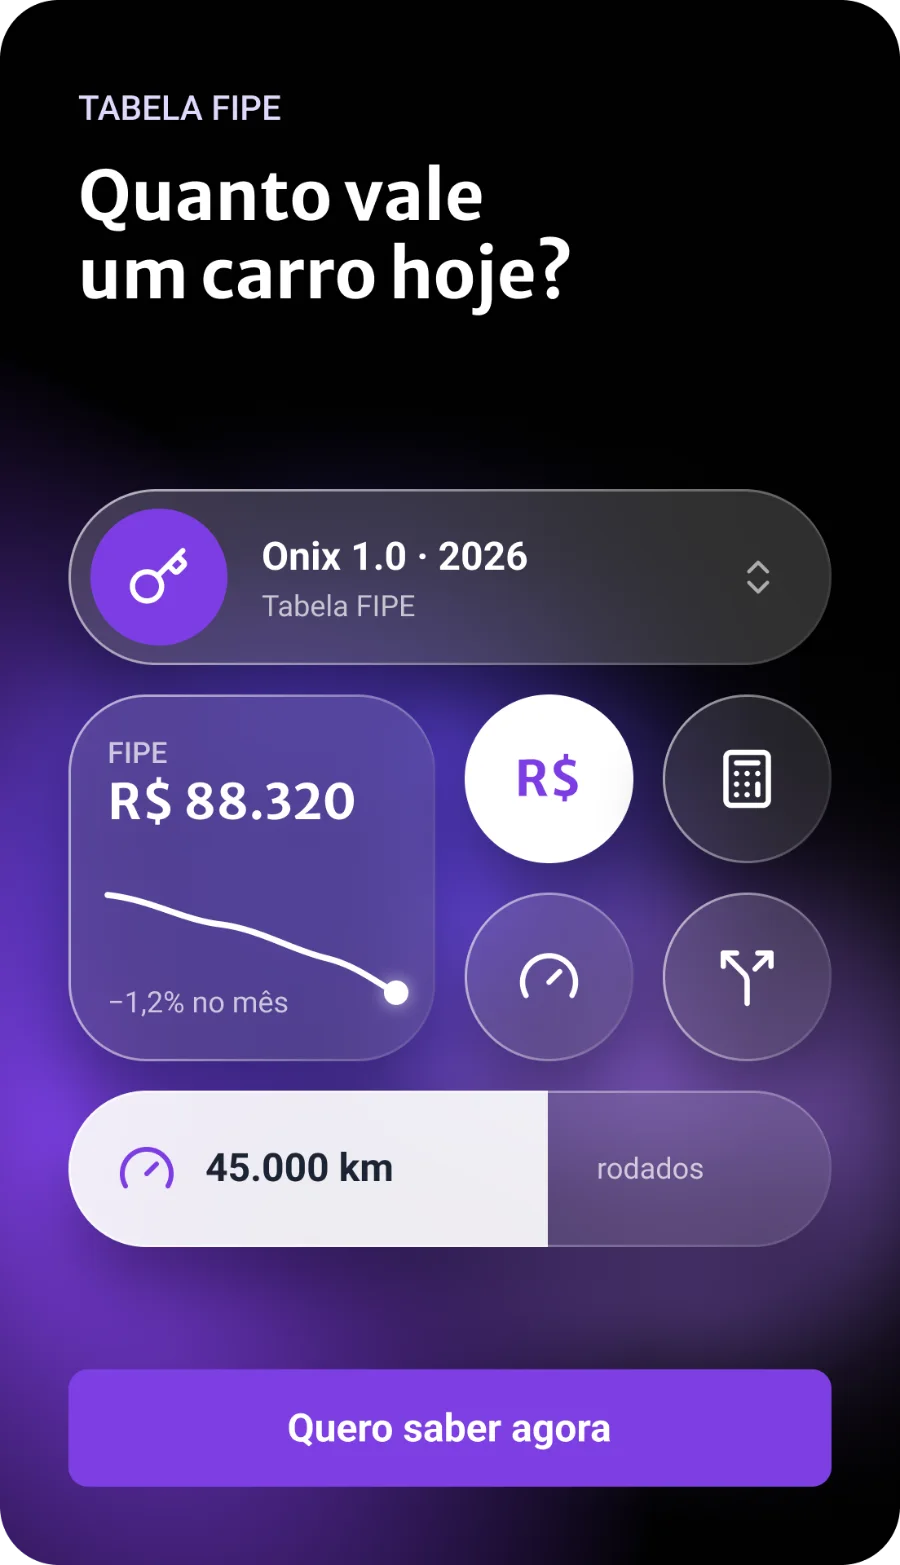 TABELA FIPE
Quanto vale
um carro hoje?
Onix 1.0 · 2026
Tabela FIPE
FIPE
R$ 88.320
−1,2% no mês
R$
45.000 km
rodados
Quero saber agora